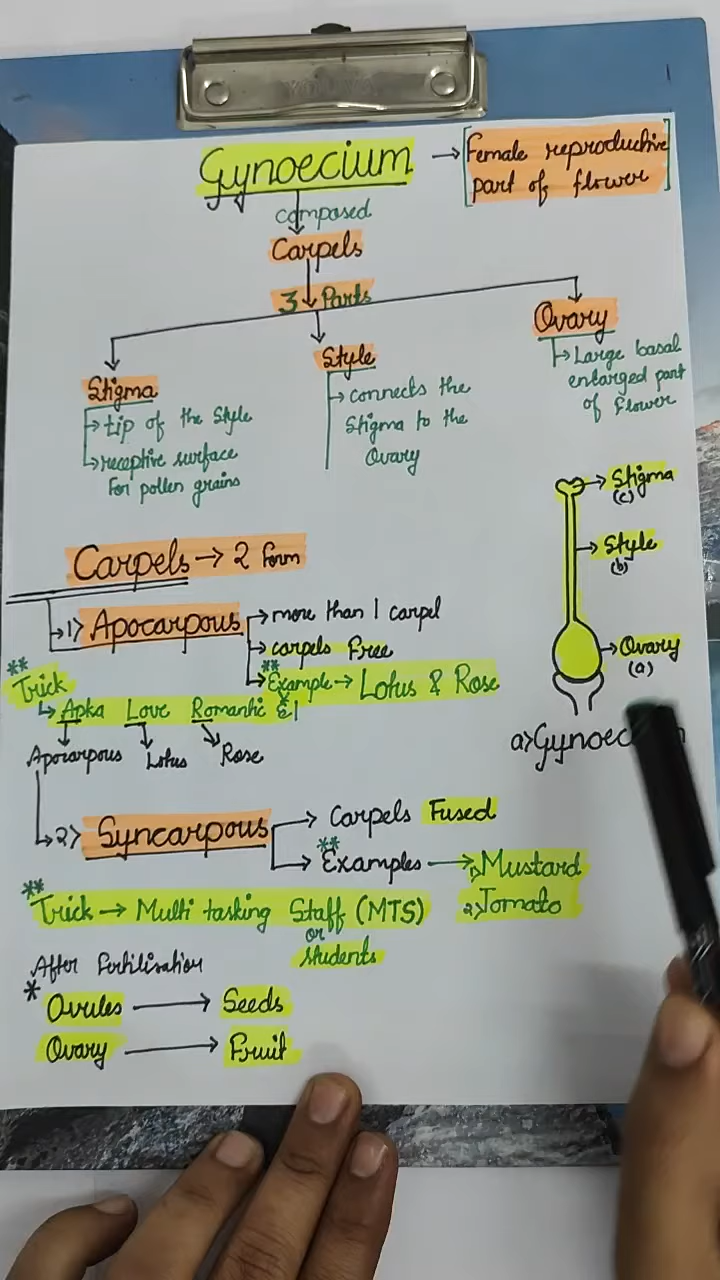 Gynoecium → [Female reproductive
part of flower]
composed
Carpels
3 Parts
Stigma
→ tip of the Style
→ receptive surface
For pollen grains
Style
→ connects the
Stigma to the
Ovary
Ovary
→ Large basal
enlarged part
of flower
→ Stigma
(c)
→ Style
(b)
→ Ovary
(a)
a>
Carpels → 2 Form
→ 1> Apocarpous
→ more than 1 carpel
→ carpels Free
** Example → Lotus & Rose
** Trick
↳ Apka Love Romantic
Apocarpous Lotus Rose
→ 2> Syncarpous
→ Carpels Fused
→ ** Examples → 1>Mustard
2>Tomato
** Trick → Multi tasking Staff (MTS)
or
students
After Fertilisation
* Ovules → Seeds
Ovary → Fruit